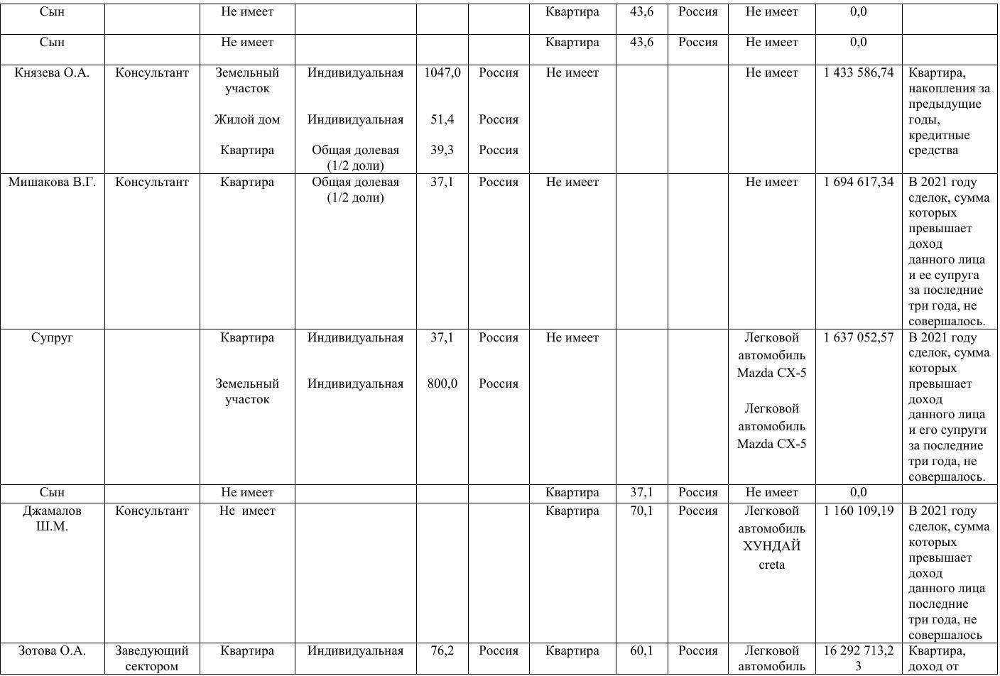 Сын Не имеет Квартира 43,6 Россия Не имеет 0,0
Сын Не имеет Квартира 43,6 Россия Не имеет 0,0
Князева О.А. Консультант Земельный Индивидуальная 1047,0 Россия Не имеет Не имеет 1 433 586,74 Квартира,
участок накопления за
предыдущие
Жилой дом Индивидуальная 51,4 Россия годы,
кредитные
Квартира Общая долевая 39,3 Россия средства
(1/2 доли)
Мишакова В.Г. Консультант Квартира Общая долевая 37,1 Россия Не имеет Не имеет 1 694 617,34 В 2021 году
(1/2 доли) сделок, сумма
которых
превышает
доход
данного лица
и ее супруга
за последние
три года, не
совершалось.
Супруг Квартира Индивидуальная 37,1 Россия Не имеет Легковой 1 637 052,57 В 2021 году
автомобиль сделок, сумма
Mazda CX-5 которых
Земельный Индивидуальная 800,0 Россия превышает
участок доход
Легковой данного лица
автомобиль и его супруги
Mazda CX-5 за последние
три года, не
совершалось.
Сын Не имеет Квартира 37,1 Россия Не имеет 0,0
Джамалов Консультант Не имеет Квартира 70,1 Россия Легковой 1 160 109,19 В 2021 году
Ш.М. автомобиль сделок, сумма
ХУНДАЙ которых
creta превышает
доход
данного лица
последние
три года, не
совершалось
Зотова О.А. Заведующий Квартира Индивидуальная 76,2 Россия Квартира 60,1 Россия Легковой 16 292 713,2 Квартира,
сектором автомобиль 3 доход от